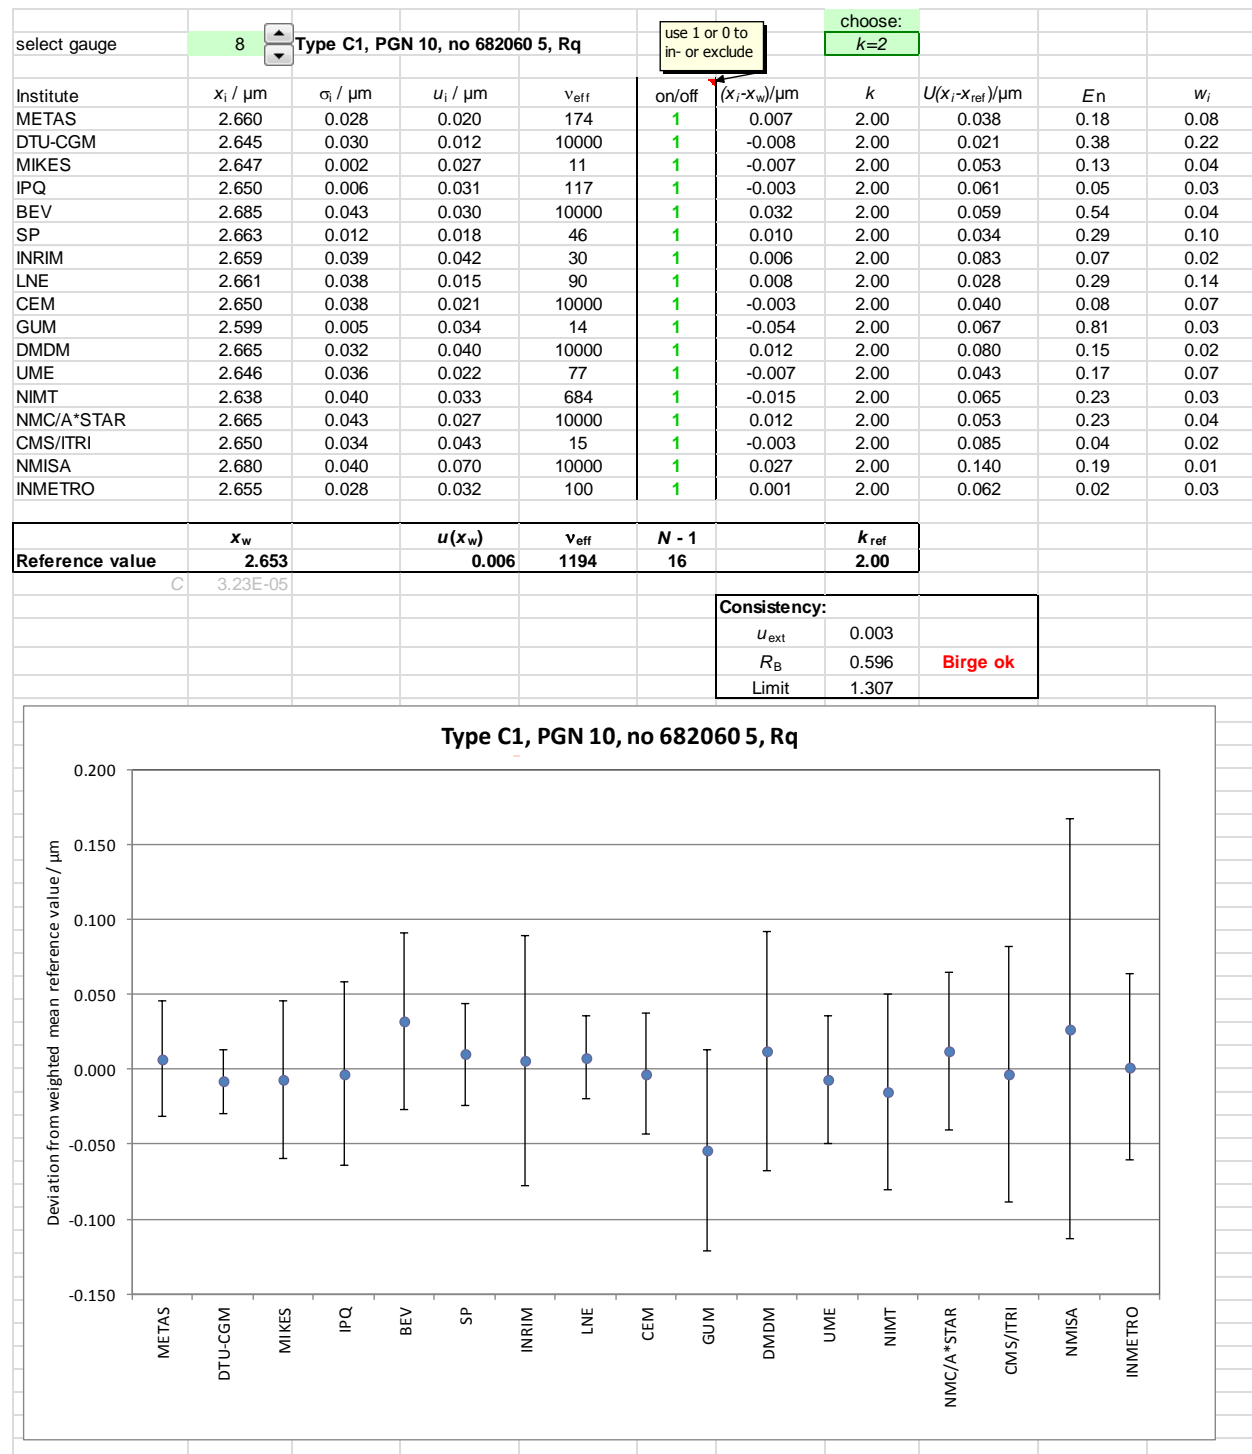 choose:
select gauge 8 Type C1, PGN 10, no 682060 5, Rq use 1 or 0 to in- or exclude k=2
Institute xi / µm σi / µm ui / µm νeff on/off (xi-xw)/µm k U(xi-xref)/µm En wi
METAS 2.660 0.028 0.020 174 1 0.007 2.00 0.038 0.18 0.08
DTU-CGM 2.645 0.030 0.012 10000 1 -0.008 2.00 0.021 0.38 0.22
MIKES 2.647 0.002 0.027 11 1 -0.007 2.00 0.053 0.13 0.04
IPQ 2.650 0.006 0.031 117 1 -0.003 2.00 0.061 0.05 0.03
BEV 2.685 0.043 0.030 10000 1 0.032 2.00 0.059 0.54 0.04
SP 2.663 0.012 0.018 46 1 0.010 2.00 0.034 0.29 0.10
INRIM 2.659 0.039 0.042 30 1 0.006 2.00 0.083 0.07 0.02
LNE 2.661 0.038 0.015 90 1 0.008 2.00 0.028 0.29 0.14
CEM 2.650 0.038 0.021 10000 1 -0.003 2.00 0.040 0.08 0.07
GUM 2.599 0.005 0.034 14 1 -0.054 2.00 0.067 0.81 0.03
DMDM 2.665 0.032 0.040 10000 1 0.012 2.00 0.080 0.15 0.02
UME 2.646 0.036 0.022 77 1 -0.007 2.00 0.043 0.17 0.07
NIMT 2.638 0.040 0.033 684 1 -0.015 2.00 0.065 0.23 0.03
NMC/A*STAR 2.665 0.043 0.027 10000 1 0.012 2.00 0.053 0.23 0.04
CMS/ITRI 2.650 0.034 0.043 15 1 -0.003 2.00 0.085 0.04 0.02
NMISA 2.680 0.040 0.070 10000 1 0.027 2.00 0.140 0.19 0.01
INMETRO 2.655 0.028 0.032 100 1 0.001 2.00 0.062 0.02 0.03
xw u(xw) νeff N - 1 kref
Reference value 2.653 0.006 1194 16 2.00
C 3.23E-05
Consistency:
uext 0.003
RB 0.596 Birge ok
Limit 1.307
Type C1, PGN 10, no 682060 5, Rq
Deviation from weighted mean reference value / µm
0.200
0.150
0.100
0.050
0.000
-0.050
-0.100
-0.150
METAS
DTU-CGM
MIKES
IPQ
BEV
SP
INRIM
LNE
CEM
GUM
DMDM
UME
NIMT
NMC/A*STAR
CMS/ITRI
NMISA
INMETRO